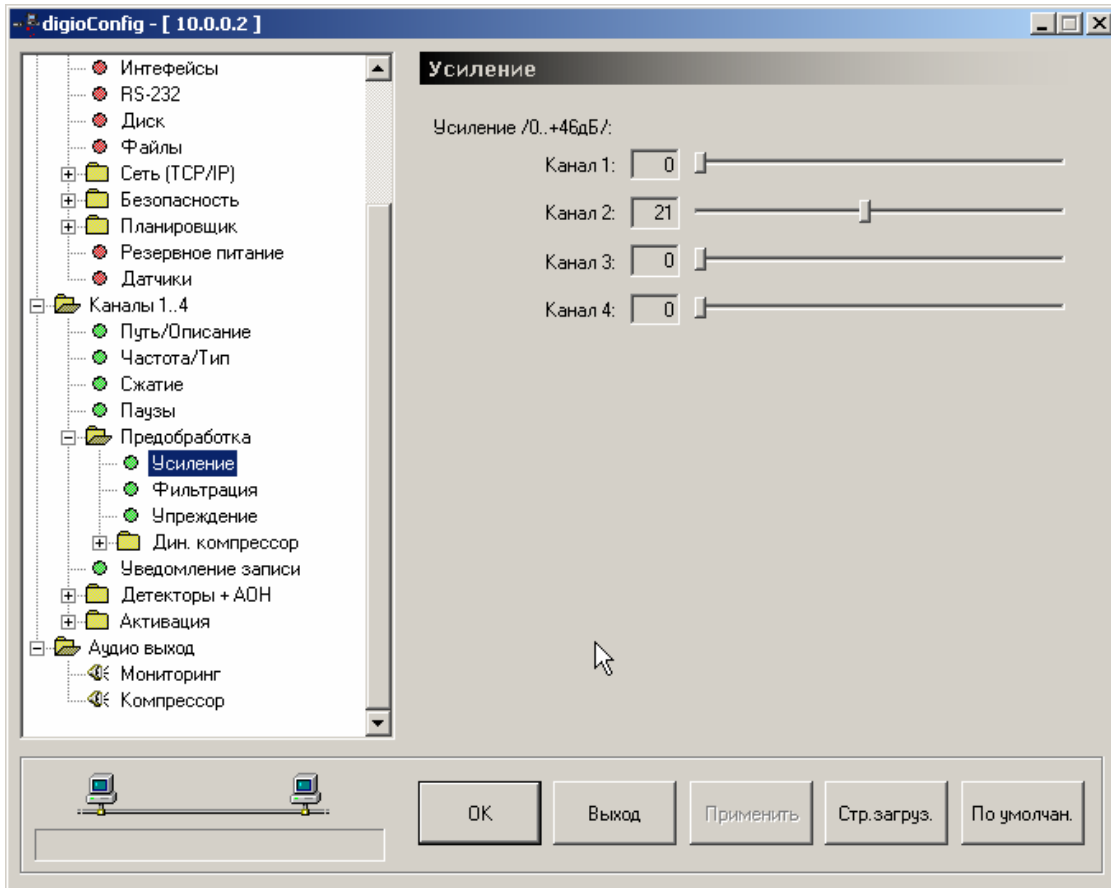 digioConfig - [ 10.0.0.2 ]
Интефейсы
RS-232
Диск
Файлы
Сеть (TCP/IP)
Безопасность
Планировщик
Резервное питание
Датчики
Каналы 1..4
Путь/Описание
Частота/Тип
Сжатие
Паузы
Предобработка
Усиление
Фильтрация
Упреждение
Дин. компрессор
Уведомление записи
Детекторы + АОН
Активация
Аудио выход
Мониторинг
Компрессор
Усиление
Усиление /0..+46дБ/:
Канал 1: 0
Канал 2: 21
Канал 3: 0
Канал 4: 0
OK
Выход
Применить
Стр.загруз.
По умолчан.